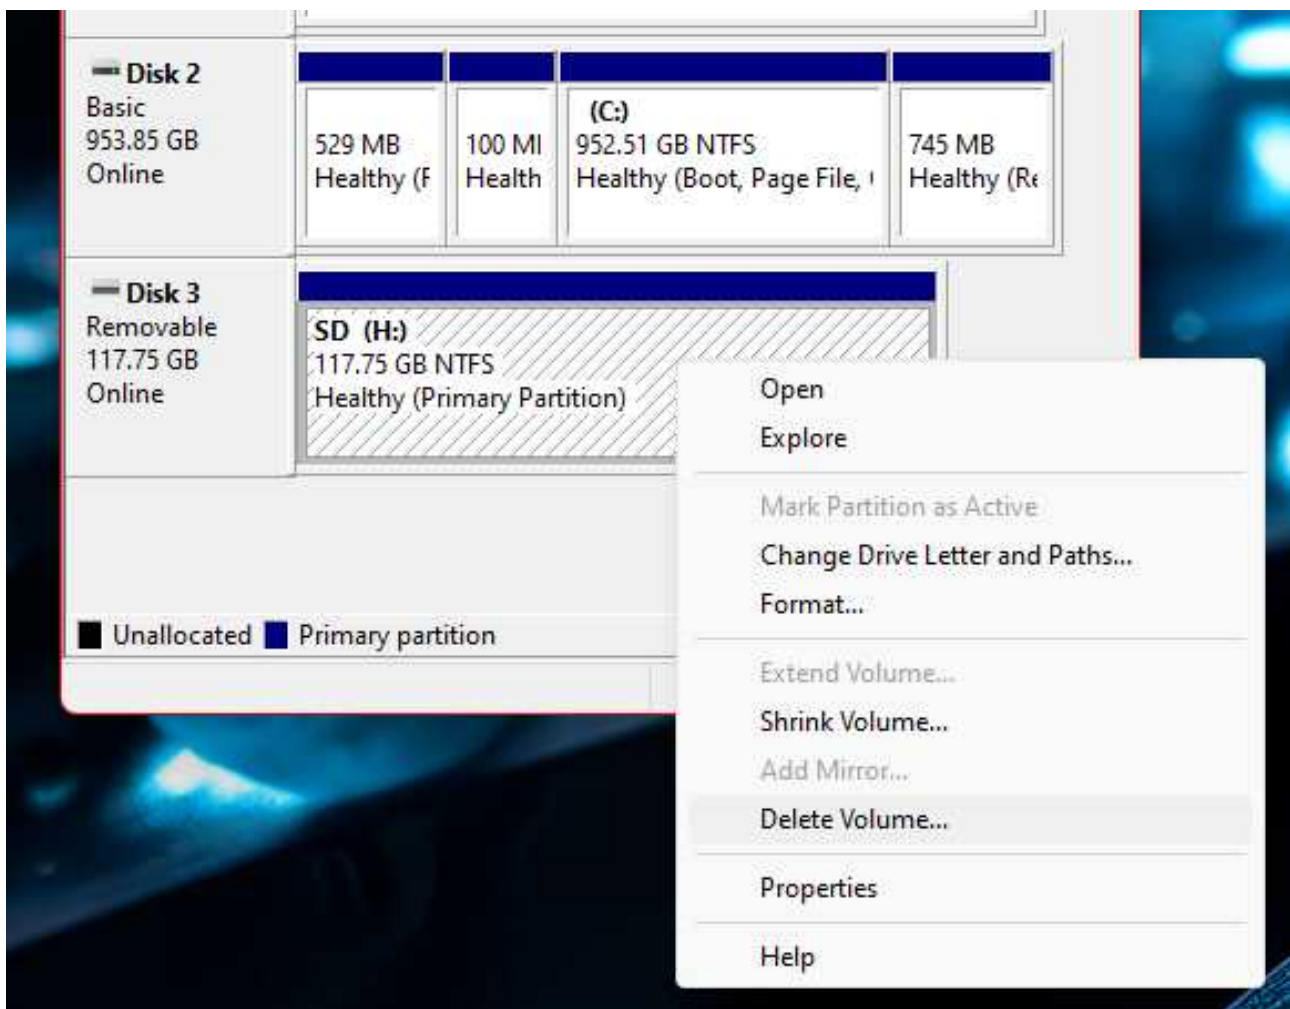 Disk 2
Basic
953.85 GB
Online
529 MB
Healthy (F
100 MI
Health
(C:)
952.51 GB NTFS
Healthy (Boot, Page File,
745 MB
Healthy (Re
Disk 3
Removable
117.75 GB
Online
SD (H:)
117.75 GB NTFS
Healthy (Primary Partition)
Unallocated
Primary partition
Open
Explore
Mark Partition as Active
Change Drive Letter and Paths...
Format...
Extend Volume...
Shrink Volume...
Add Mirror...
Delete Volume...
Properties
Help